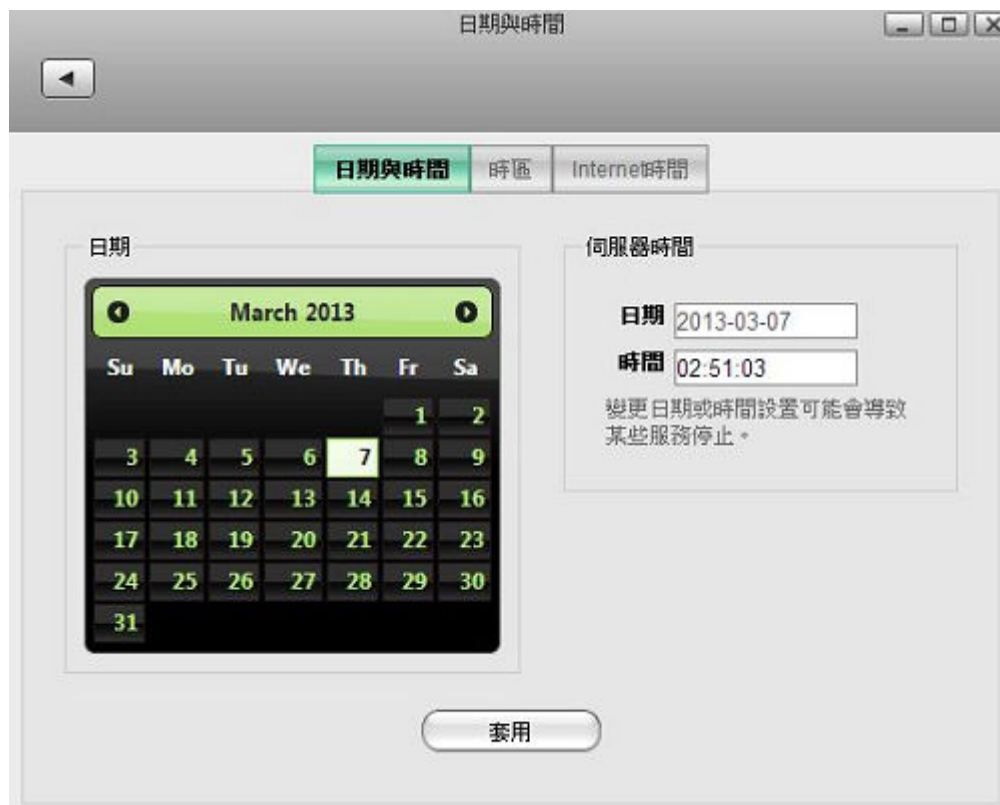 日期與時間
日期與時間 時區 Internet時間
日期
March 2013
Su Mo Tu We Th Fr Sa
1 2
3 4 5 6 7 8 9
10 11 12 13 14 15 16
17 18 19 20 21 22 23
24 25 26 27 28 29 30
31
伺服器時間
日期 2013-03-07
時間 02:51:03
變更日期或時間設置可能會導致
某些服務停止。
套用